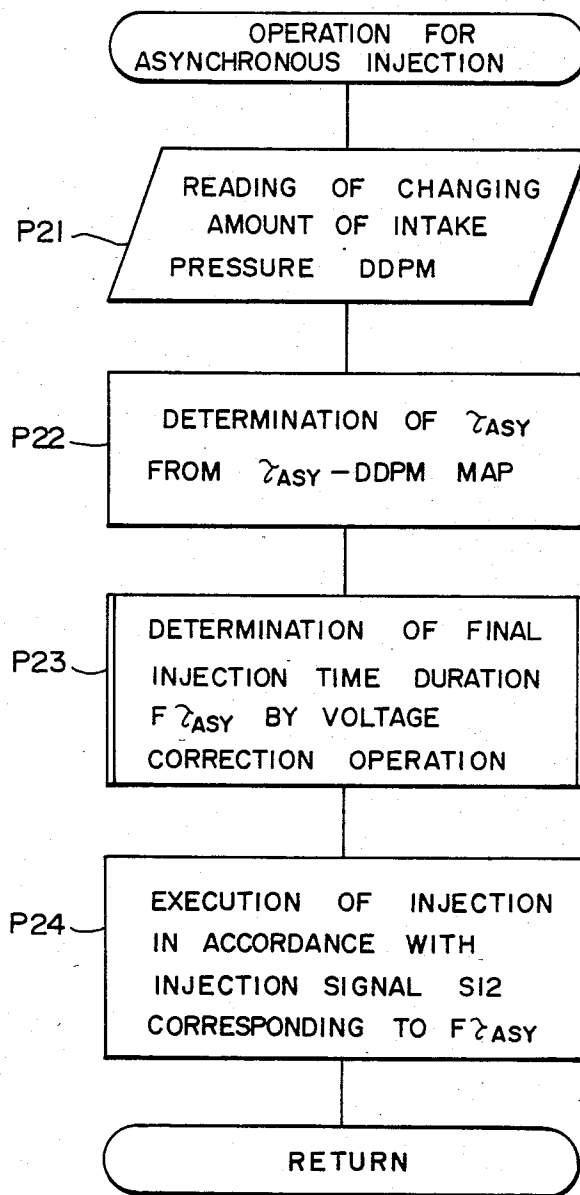 OPERATION FOR
ASYNCHRONOUS INJECTION
P21
READING OF CHANGING
AMOUNT OF INTAKE
PRESSURE DDPM
P22
DETERMINATION OF τASY
FROM τASY-DDPM MAP
P23
DETERMINATION OF FINAL
INJECTION TIME DURATION
FτASY BY VOLTAGE
CORRECTION OPERATION
P24
EXECUTION OF INJECTION
IN ACCORDANCE WITH
INJECTION SIGNAL SI2
CORRESPONDING TO FτASY
RETURN